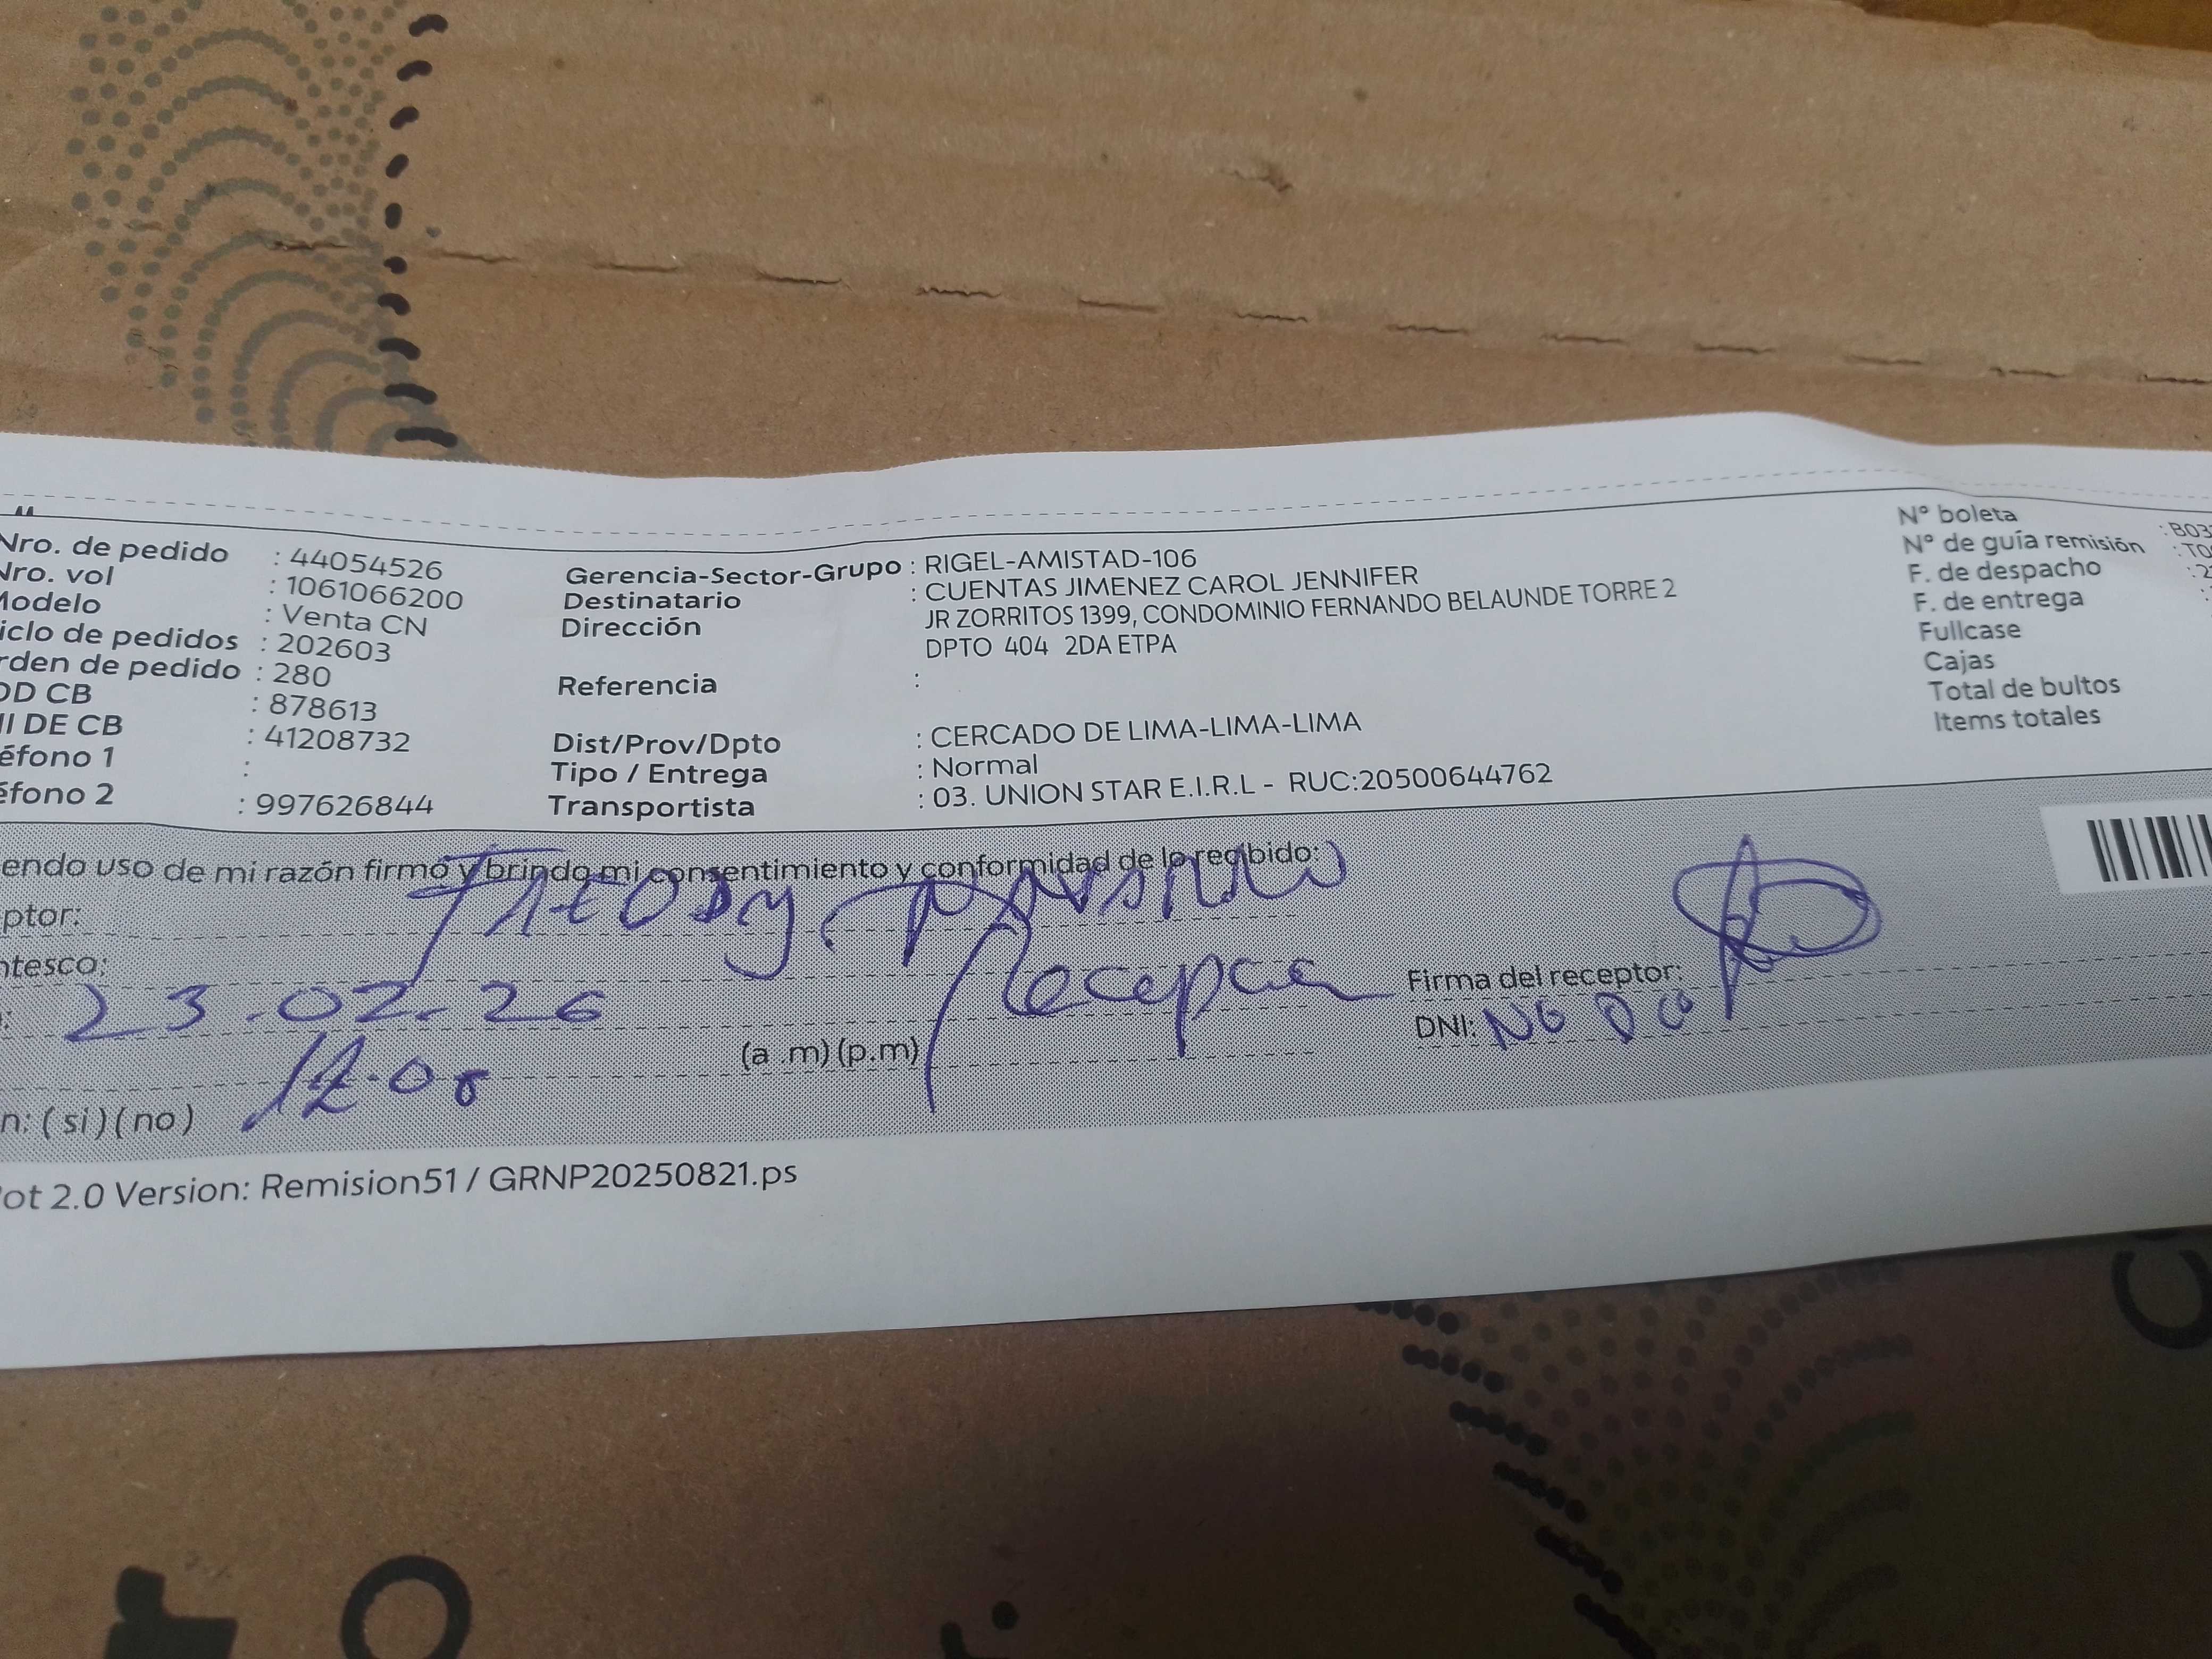 Nro. de pedido : 44054526
Nro. vol : 1061066200
Modelo : Venta CN
iclo de pedidos : 202603
rden de pedido : 280
OD CB : 878613
NI DE CB : 41208732
éfono 1 :
éfono 2 : 997626844
Gerencia-Sector-Grupo : RIGEL-AMISTAD-106
Destinatario : CUENTAS JIMENEZ CAROL JENNIFER
Dirección JR ZORRITOS 1399, CONDOMINIO FERNANDO BELAUNDE TORRE 2
DPTO 404 2DA ETPA
Referencia :
Dist/Prov/Dpto : CERCADO DE LIMA-LIMA-LIMA
Tipo / Entrega : Normal
Transportista : 03. UNION STAR E.I.R.L - RUC:20500644762
N° boleta : B03
N° de guía remisión
F. de despacho
F. de entrega
Fullcase
Cajas
Total de bultos
Items totales
endo uso de mi razón firmo y brindo mi consentimiento y conformidad de lo recibido:
ptor:
ntesco:
23.02.26
Firma del receptor:
DNI:
12.00
(a .m) (p.m)
n: ( si ) ( no )
ot 2.0 Version: Remision51 / GRNP20250821.ps